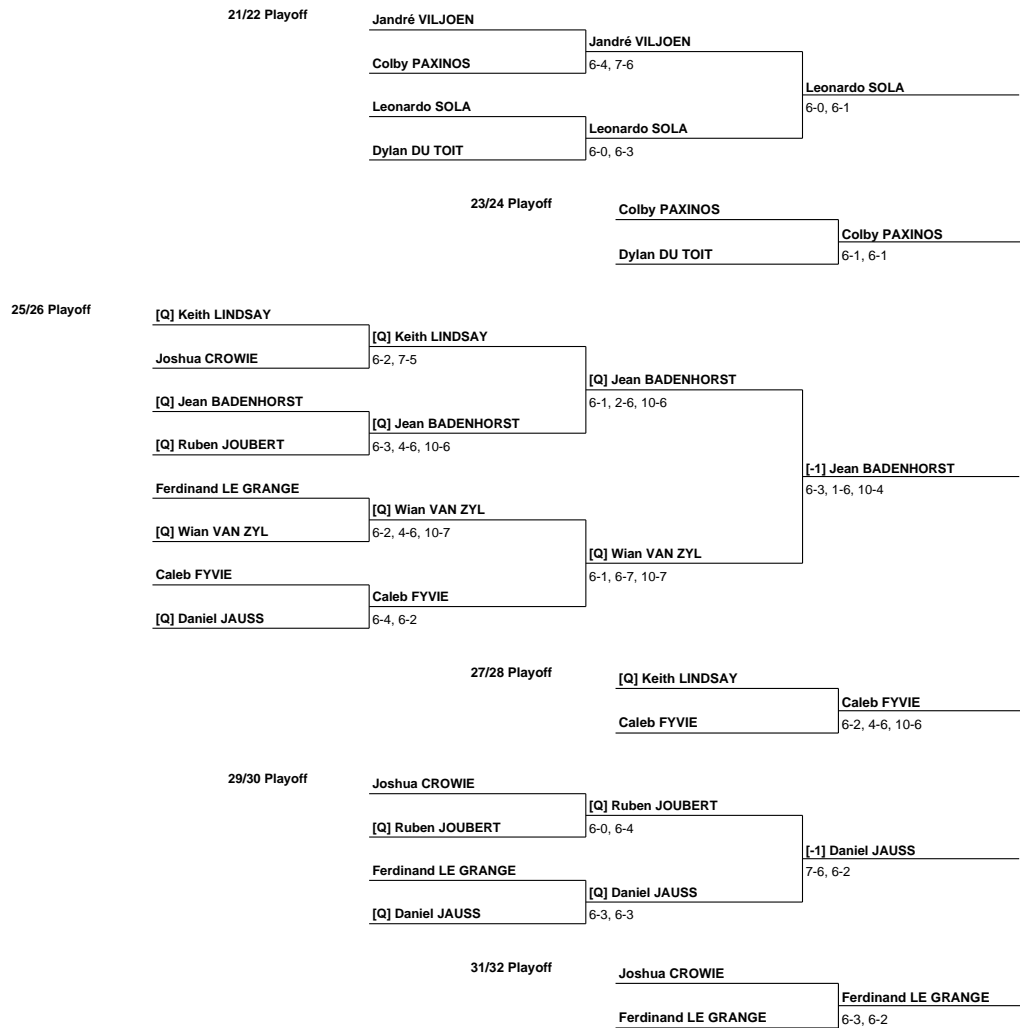 21/22 Playoff
Jandré VILJOEN
Jandré VILJOEN
Colby PAXINOS
6-4, 7-6
Leonardo SOLA
Leonardo SOLA
6-0, 6-1
Leonardo SOLA
Dylan DU TOIT
6-0, 6-3
23/24 Playoff
Colby PAXINOS
Colby PAXINOS
Dylan DU TOIT
6-1, 6-1
25/26 Playoff
[Q] Keith LINDSAY
[Q] Keith LINDSAY
Joshua CROWIE
6-2, 7-5
[Q] Jean BADENHORST
[Q] Jean BADENHORST
6-1, 2-6, 10-6
[Q] Jean BADENHORST
[Q] Ruben JOUBERT
6-3, 4-6, 10-6
[-1] Jean BADENHORST
6-3, 1-6, 10-4
Ferdinand LE GRANGE
[Q] Wian VAN ZYL
[Q] Wian VAN ZYL
6-2, 4-6, 10-7
[Q] Wian VAN ZYL
Caleb FYVIE
6-1, 6-7, 10-7
Caleb FYVIE
[Q] Daniel JAUSS
6-4, 6-2
27/28 Playoff
[Q] Keith LINDSAY
Caleb FYVIE
Caleb FYVIE
6-2, 4-6, 10-6
29/30 Playoff
Joshua CROWIE
[Q] Ruben JOUBERT
[Q] Ruben JOUBERT
6-0, 6-4
[-1] Daniel JAUSS
Ferdinand LE GRANGE
7-6, 6-2
[Q] Daniel JAUSS
[Q] Daniel JAUSS
6-3, 6-3
31/32 Playoff
Joshua CROWIE
Ferdinand LE GRANGE
Ferdinand LE GRANGE
6-3, 6-2